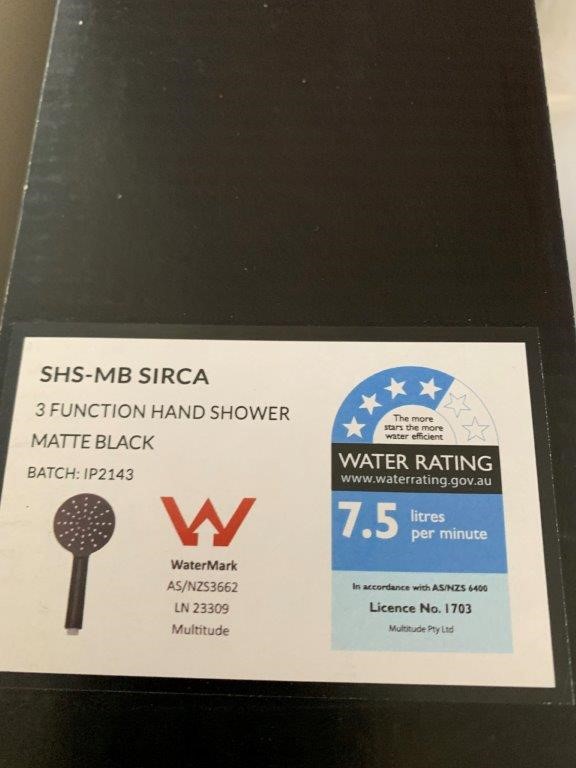 SHS-MB SIRCA
3 FUNCTION HAND SHOWER
MATTE BLACK
BATCH: IP2143
WaterMark
AS/NZS3662
LN 23309
Multitude
The more
stars the more
water efficient
WATER RATING
www.waterrating.gov.au
7.5 litres
per minute
In accordance with AS/NZS 6400
Licence No. 1703
Multitude Pty Ltd